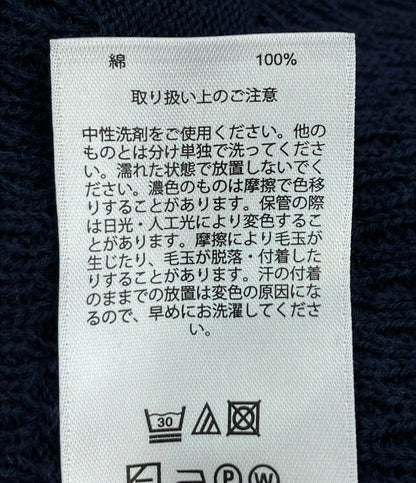 綿 100%
取り扱い上のご注意
中性洗剤をご使用ください。他の
ものとは分け単独で洗ってくださ
い。濡れた状態で放置しないでく
ださい。濃色のものは摩擦で色移
りすることがあります。保管の際
は日光・人工光により変色するこ
とがあります。摩擦により毛玉が
生じたり、毛玉が脱落・付着した
りすることがあります。汗の付着
のままでの放置は変色の原因にな
るので、早めにお洗濯してくださ
い。
30
P W